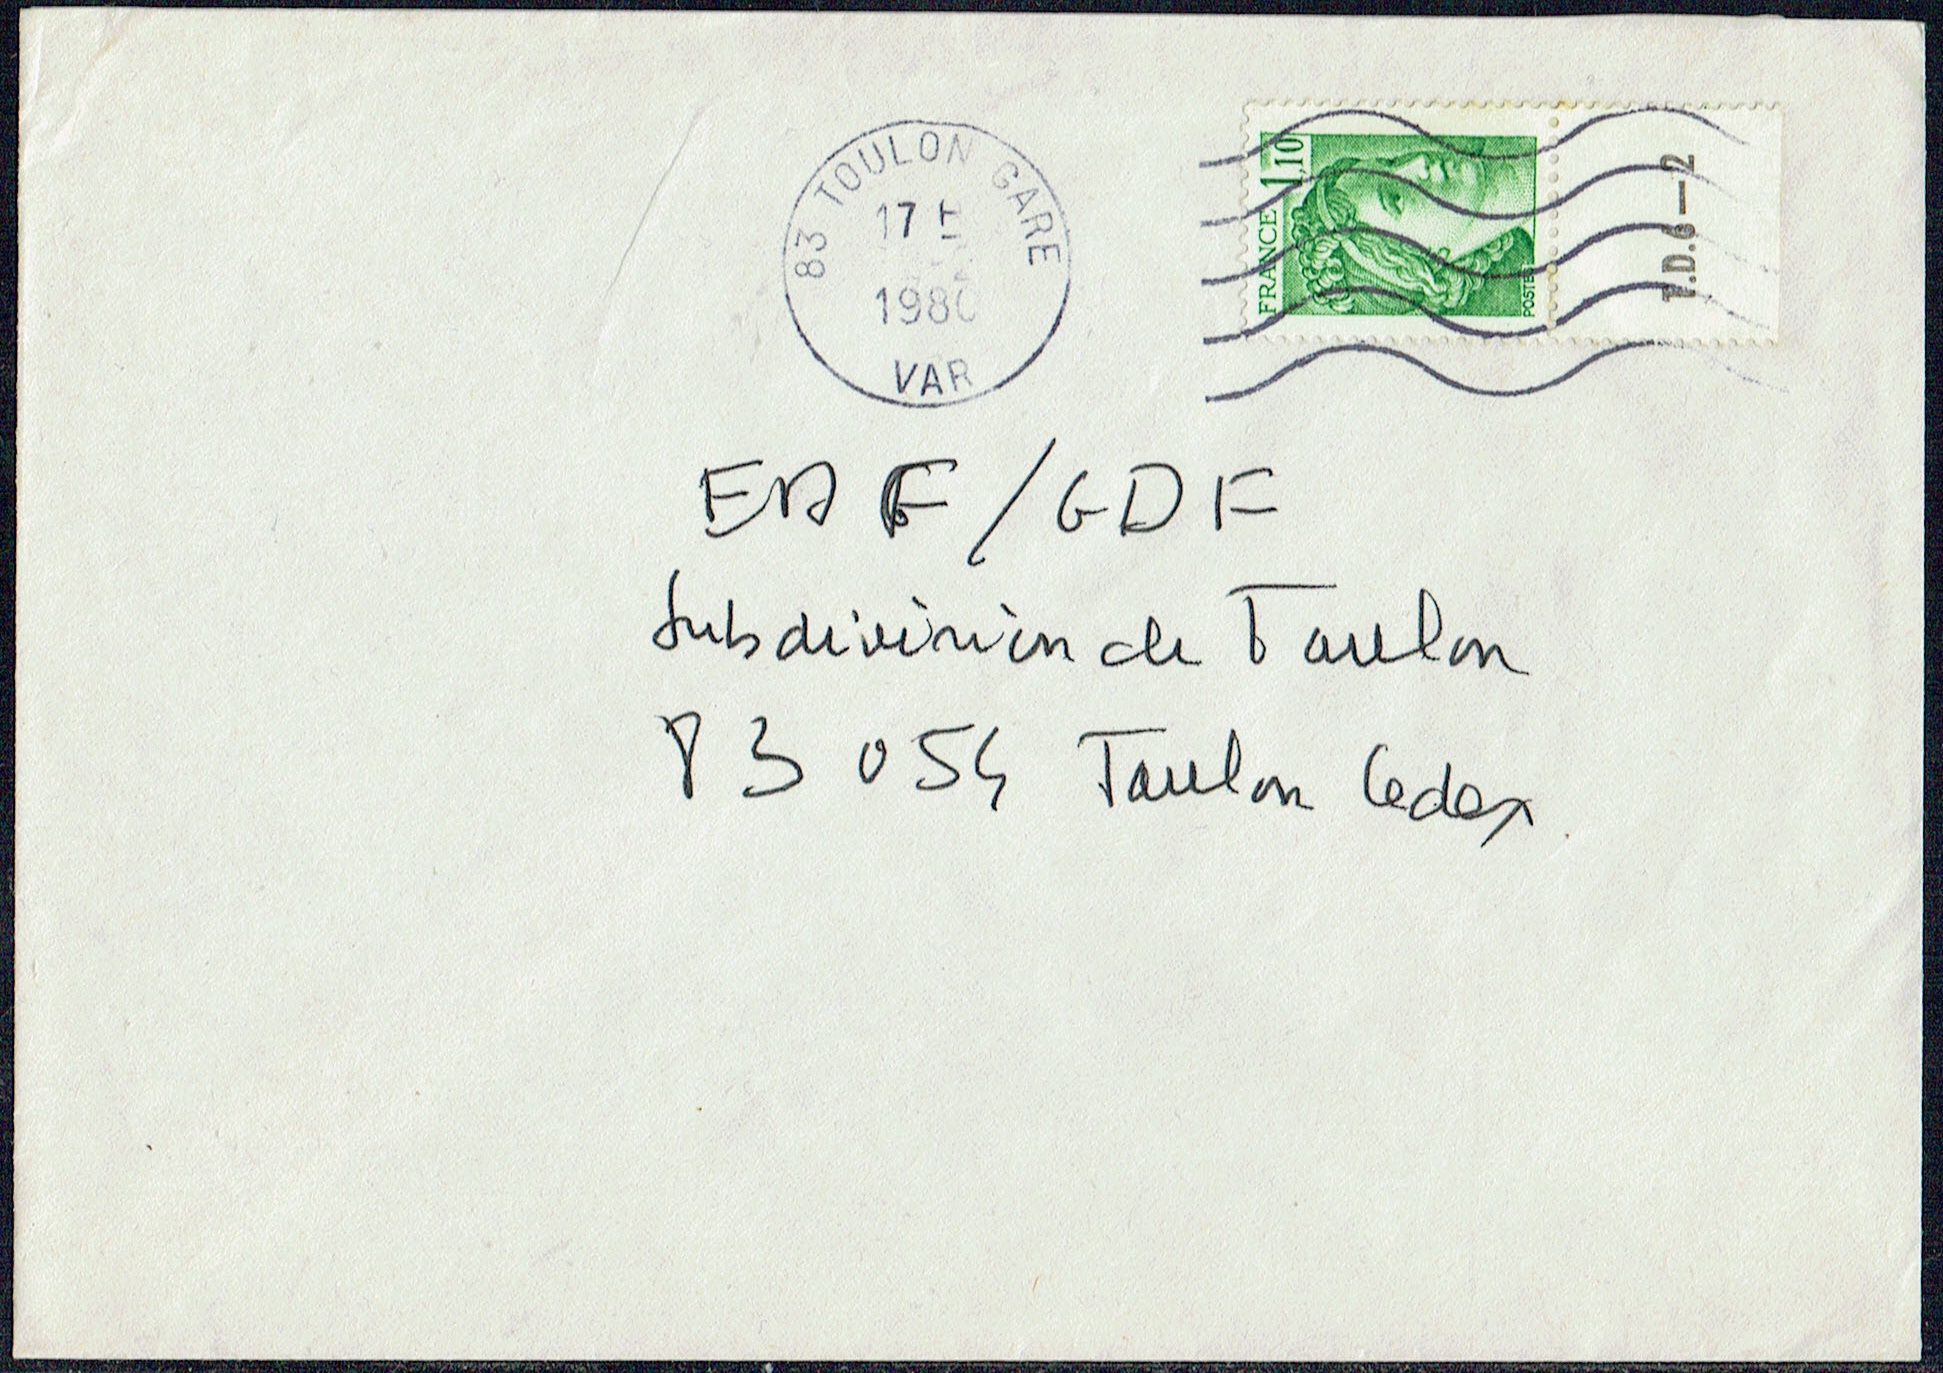 83 TOULON GARE
17 H
1980
VAR
FRANCE 1,10
POSTES
T.D.6-2
EDF/GDF
Subdivision de Toulon
83 054 Toulon Cedex